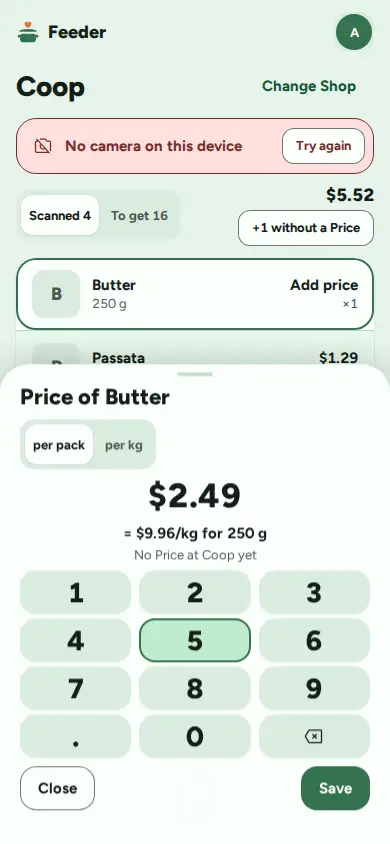 Feeder
A
Coop
Change Shop
No camera on this device
Try again
Scanned 4
To get 16
$5.52
+1 without a Price
B
Butter
250 g
Add price
×1
Passata
$1.29
Price of Butter
per pack
per kg
$2.49
= $9.96/kg for 250 g
No Price at Coop yet
1
2
3
4
5
6
7
8
9
.
0
Close
Save